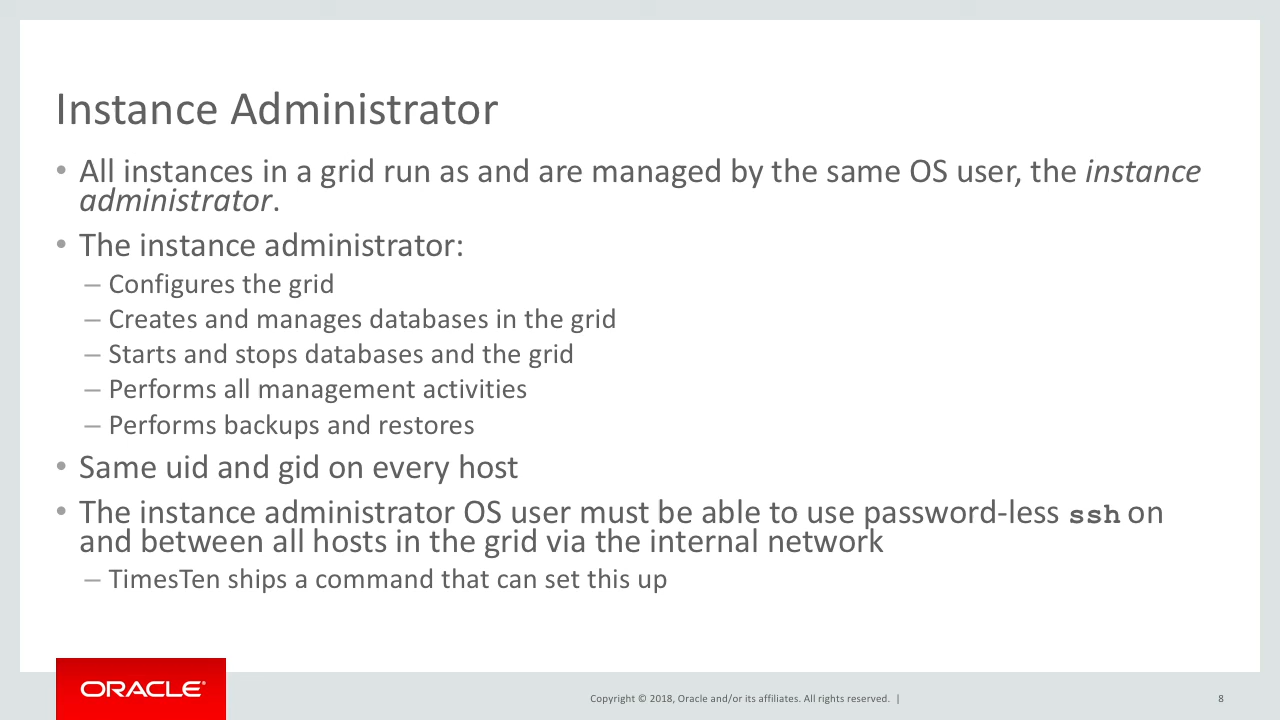 Instance Administrator
• All instances in a grid run as and are managed by the same OS user, the instance
administrator.
• The instance administrator:
– Configures the grid
– Creates and manages databases in the grid
– Starts and stops databases and the grid
– Performs all management activities
– Performs backups and restores
• Same uid and gid on every host
• The instance administrator OS user must be able to use password-less ssh on
and between all hosts in the grid via the internal network
– TimesTen ships a command that can set this up
ORACLE®
Copyright © 2018, Oracle and/or its affiliates. All rights reserved. |
8